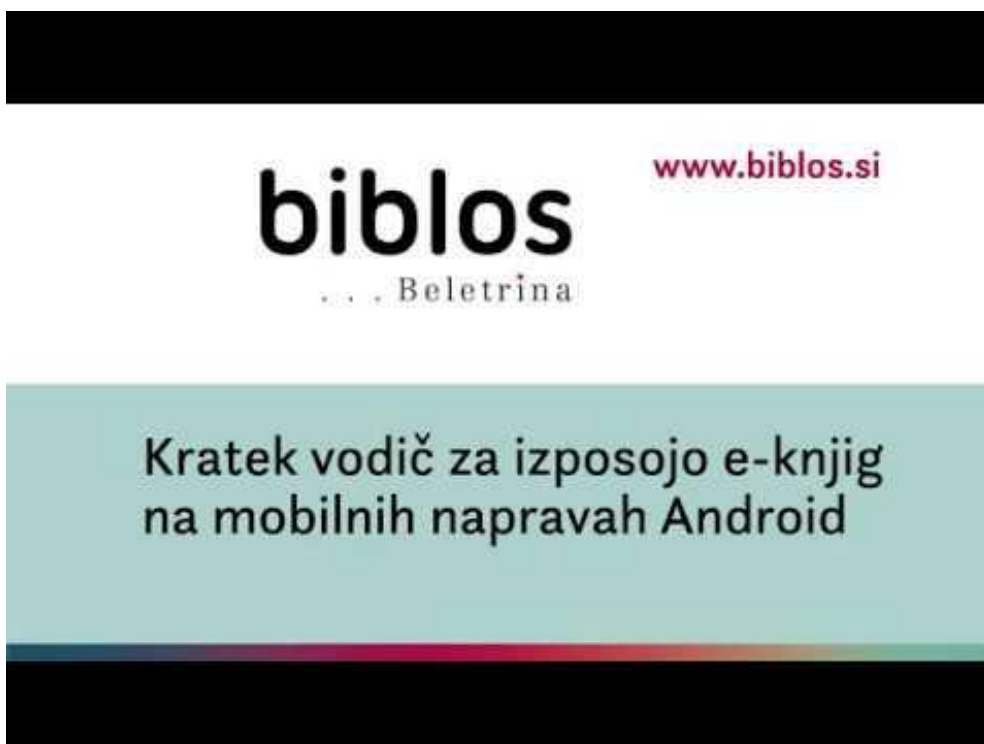 www.biblos.si
biblos
. . . Beletrina
Kratek vodič za izposojo e-knjig
na mobilnih napravah Android